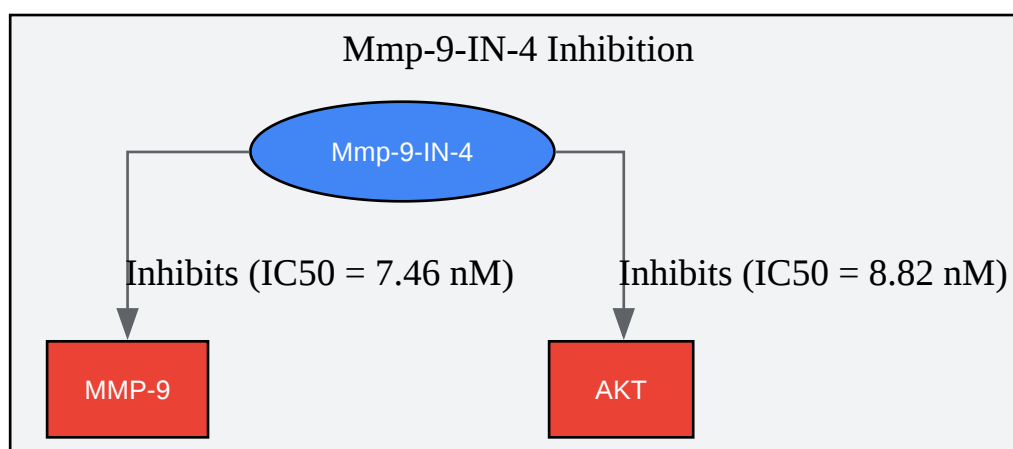 Mmp-9-IN-4 Inhibition
Mmp-9-IN-4
Inhibits (IC50 = 7.46 nM)
Inhibits (IC50 = 8.82 nM)
MMP-9
AKT